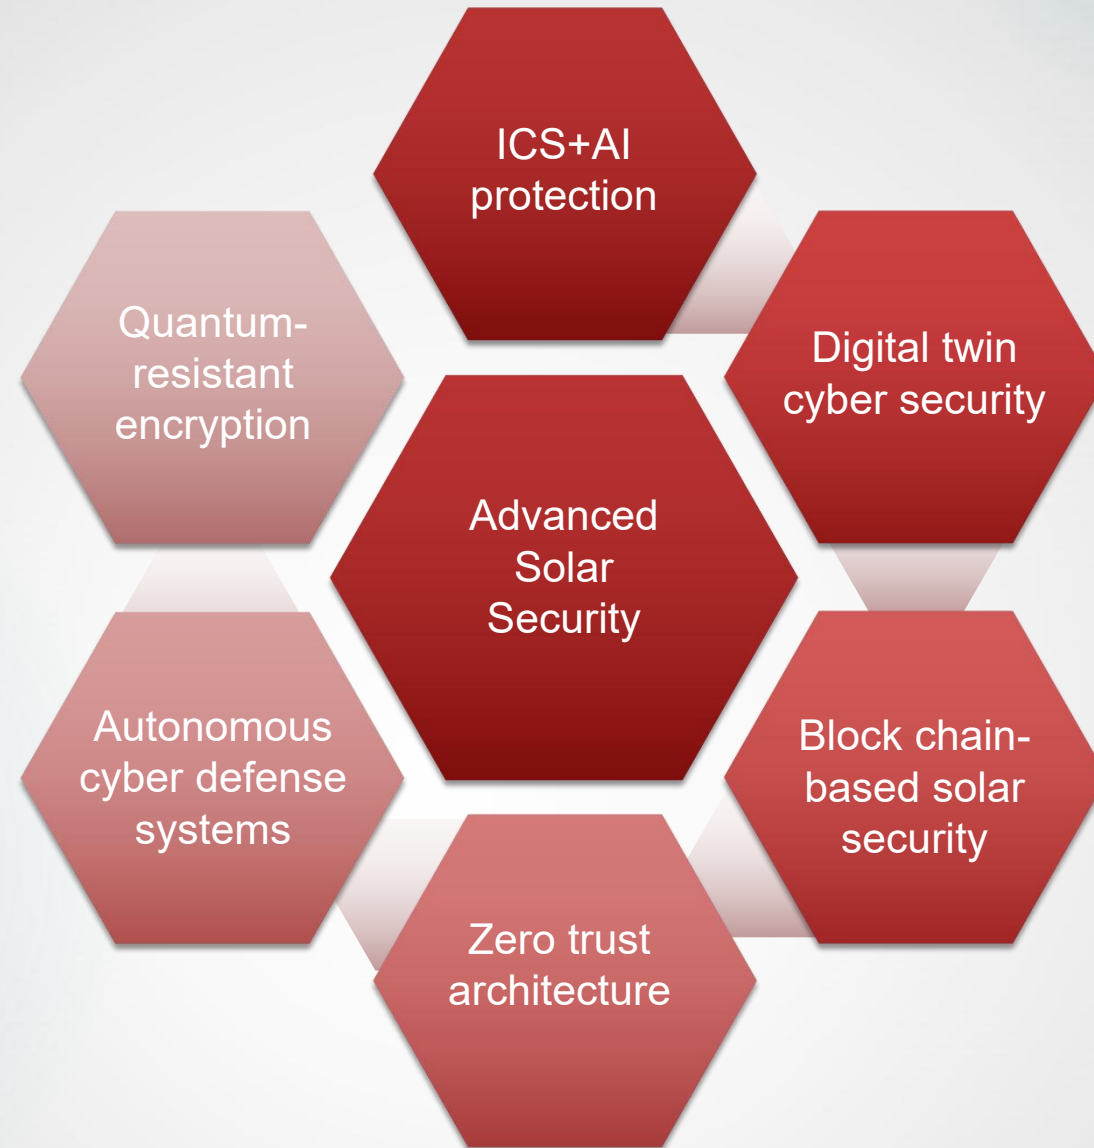 ICS+AI
protection
Digital twin
cyber security
Block chain-
based solar
security
Zero trust
architecture
Autonomous
cyber defense
systems
Quantum-
resistant
encryption
Advanced
Solar
Security